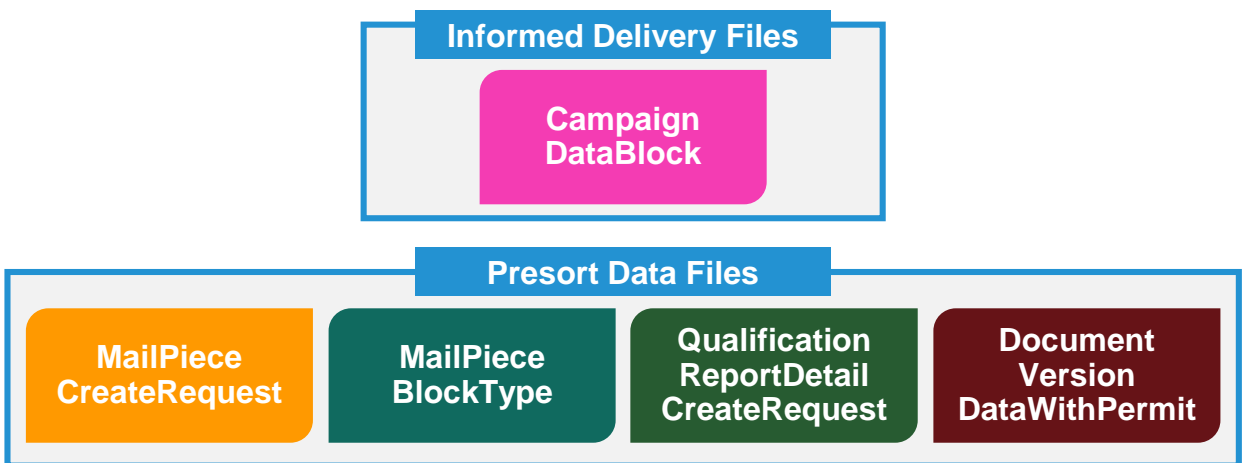 Informed Delivery Files
Campaign
DataBlock
Presort Data Files
MailPiece
CreateRequest
MailPiece
BlockType
Qualification
ReportDetail
CreateRequest
Document
Version
DataWithPermit